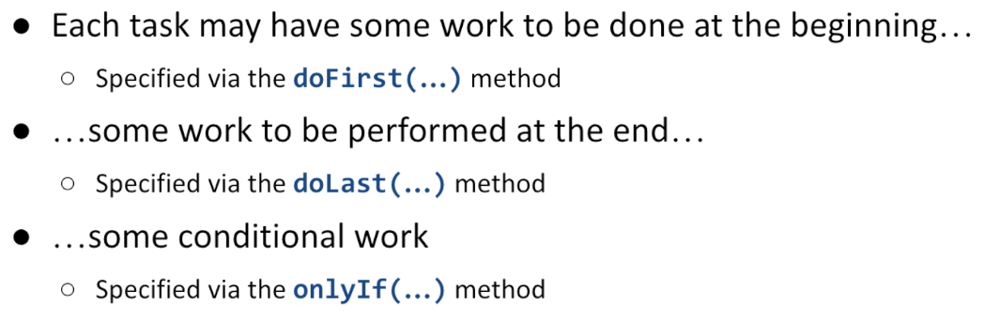 ● Each task may have some work to be done at the beginning…
○ Specified via the doFirst(...) method
● …some work to be performed at the end…
○ Specified via the doLast(...) method
● …some conditional work
○ Specified via the onlyIf(...) method